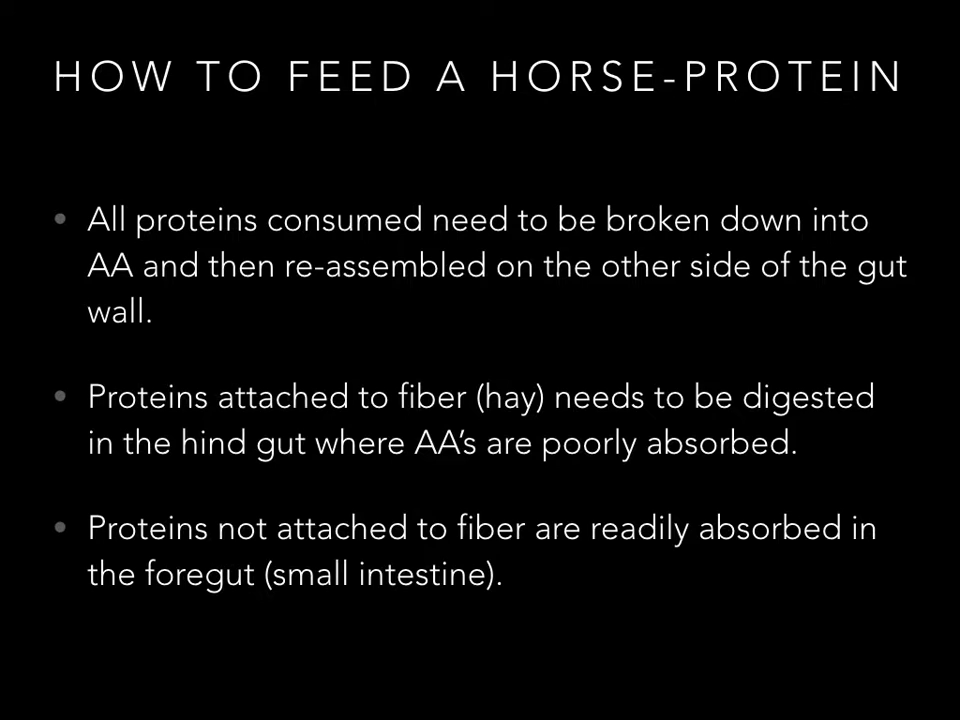 HOW TO FEED A HORSE-PROTEIN
• All proteins consumed need to be broken down into
AA and then re-assembled on the other side of the gut
wall.
• Proteins attached to fiber (hay) needs to be digested
in the hind gut where AA’s are poorly absorbed.
• Proteins not attached to fiber are readily absorbed in
the foregut (small intestine).